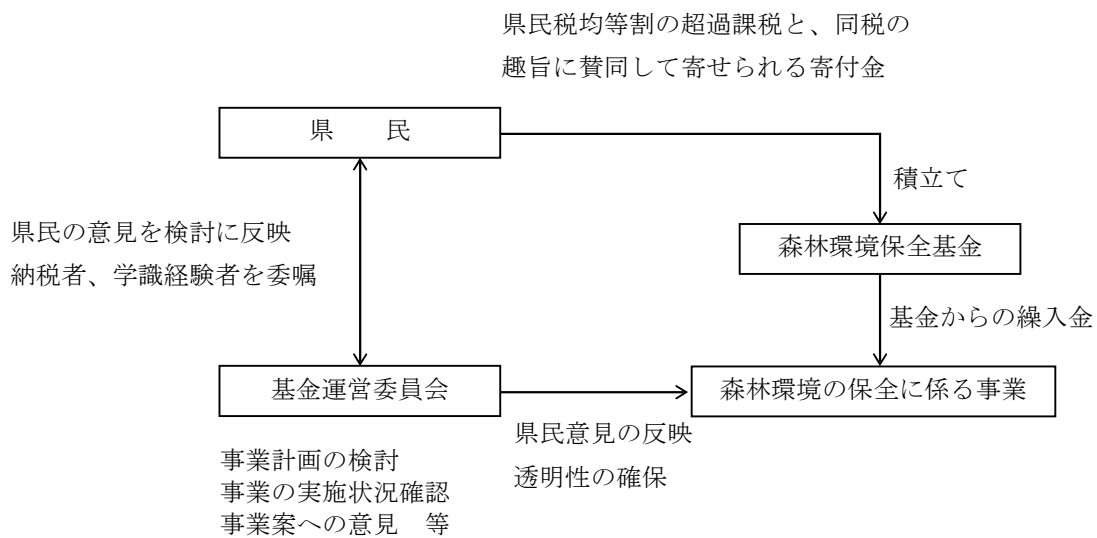 県民税均等割の超過課税と、同税の
趣旨に賛同して寄せられる寄付金
県　　民
積立て
県民の意見を検討に反映
納税者、学識経験者を委嘱
森林環境保全基金
基金からの繰入金
基金運営委員会
森林環境の保全に係る事業
県民意見の反映
透明性の確保
事業計画の検討
事業の実施状況確認
事業案への意見　等